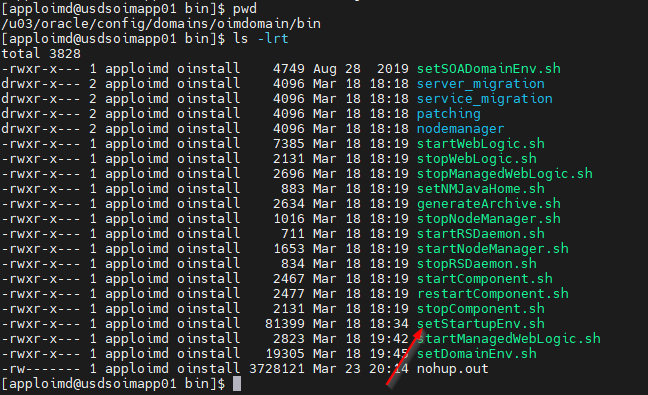 [apploimd@usdsoimapp01 bin]$ pwd
/u03/oracle/config/domains/oimdomain/bin
[apploimd@usdsoimapp01 bin]$ ls -lrt
total 3828
-rwxr-x--- 1 apploimd oinstall    4749 Aug 28  2019 setSOADomainEnv.sh
drwxr-x--- 2 apploimd oinstall    4096 Mar 18 18:18 server_migration
drwxr-x--- 2 apploimd oinstall    4096 Mar 18 18:18 service_migration
drwxr-x--- 2 apploimd oinstall    4096 Mar 18 18:18 patching
drwxr-x--- 2 apploimd oinstall    4096 Mar 18 18:18 nodemanager
-rwxr-x--- 1 apploimd oinstall    7385 Mar 18 18:19 startWebLogic.sh
-rwxr-x--- 1 apploimd oinstall    2131 Mar 18 18:19 stopWebLogic.sh
-rwxr-x--- 1 apploimd oinstall    2696 Mar 18 18:19 stopManagedWebLogic.sh
-rwxr-x--- 1 apploimd oinstall     883 Mar 18 18:19 setNMJavaHome.sh
-rwxr-x--- 1 apploimd oinstall    2634 Mar 18 18:19 generateArchive.sh
-rwxr-x--- 1 apploimd oinstall    1016 Mar 18 18:19 stopNodeManager.sh
-rwxr-x--- 1 apploimd oinstall     711 Mar 18 18:19 startRSDaemon.sh
-rwxr-x--- 1 apploimd oinstall    1653 Mar 18 18:19 startNodeManager.sh
-rwxr-x--- 1 apploimd oinstall     834 Mar 18 18:19 stopRSDaemon.sh
-rwxr-x--- 1 apploimd oinstall    2467 Mar 18 18:19 startComponent.sh
-rwxr-x--- 1 apploimd oinstall    2477 Mar 18 18:19 restartComponent.sh
-rwxr-x--- 1 apploimd oinstall    2131 Mar 18 18:19 stopComponent.sh
-rwxr-x--- 1 apploimd oinstall   81399 Mar 18 18:34 setStartupEnv.sh
-rwxr-x--- 1 apploimd oinstall    2823 Mar 18 19:42 startManagedWebLogic.sh
-rwxr-x--- 1 apploimd oinstall   19305 Mar 18 19:45 setDomainEnv.sh
-rw------- 1 apploimd oinstall 3728121 Mar 23 20:14 nohup.out
[apploimd@usdsoimapp01 bin]$